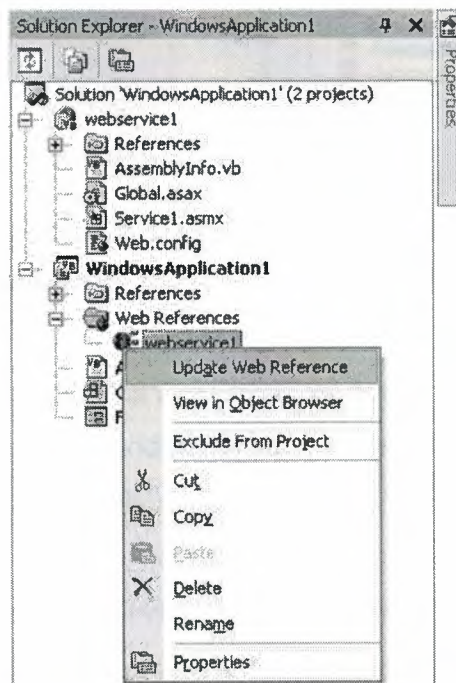 Solution Explorer - WindowsApplication1
Properties
Solution 'WindowsApplication1' (2 projects)
webservice1
References
AssemblyInfo.vb
Global.asax
Service1.asmx
Web.config
WindowsApplication1
References
Web References
webservice1
A
F
Update Web Reference
View in Object Browser
Exclude From Project
Cut
Copy
Paste
Delete
Rename
Properties